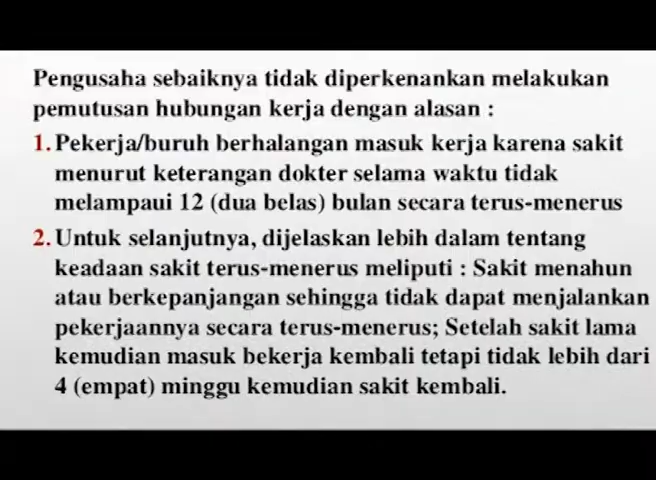 Pengusaha sebaiknya tidak diperkenankan melakukan
pemutusan hubungan kerja dengan alasan :
1. Pekerja/buruh berhalangan masuk kerja karena sakit
menurut keterangan dokter selama waktu tidak
melampaui 12 (dua belas) bulan secara terus-menerus
2. Untuk selanjutnya, dijelaskan lebih dalam tentang
keadaan sakit terus-menerus meliputi : Sakit menahun
atau berkepanjangan sehingga tidak dapat menjalankan
pekerjaannya secara terus-menerus; Setelah sakit lama
kemudian masuk bekerja kembali tetapi tidak lebih dari
4 (empat) minggu kemudian sakit kembali.